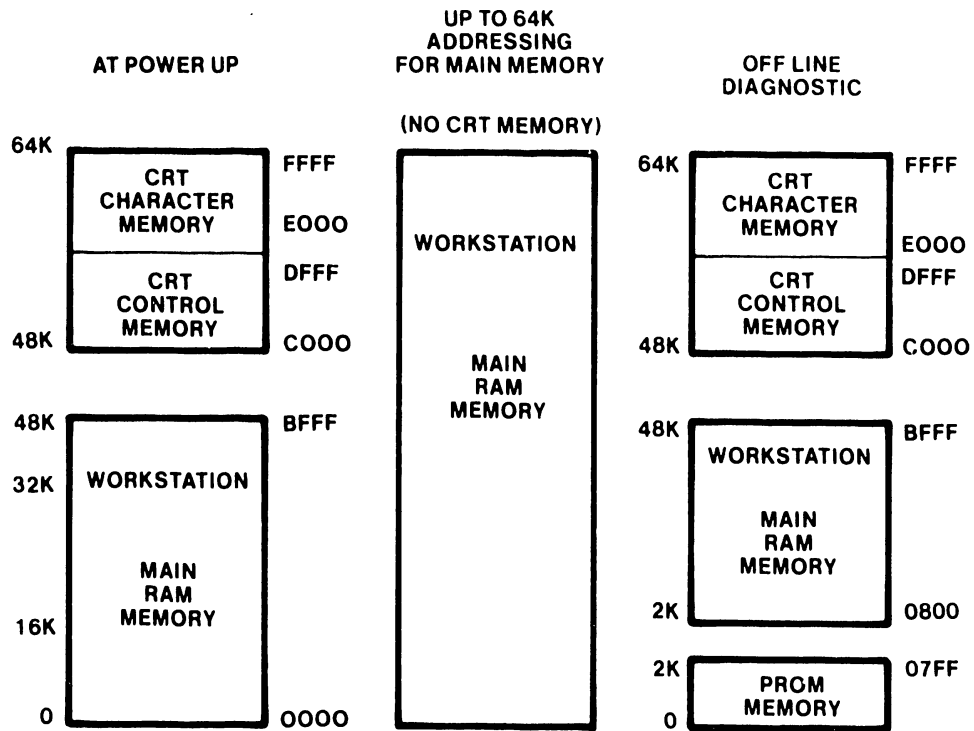 AT POWER UP
64K
CRT
CHARACTER
MEMORY
FFFF
E000
CRT
CONTROL
MEMORY
DFFF
48K
C000
48K
BFFF
32K
WORKSTATION
MAIN
RAM
MEMORY
16K
0
0000
UP TO 64K
ADDRESSING
FOR MAIN MEMORY
(NO CRT MEMORY)
WORKSTATION
MAIN
RAM
MEMORY
OFF LINE
DIAGNOSTIC
64K
FFFF
CRT
CHARACTER
MEMORY
E000
DFFF
CRT
CONTROL
MEMORY
48K
C000
48K
BFFF
WORKSTATION
MAIN
RAM
MEMORY
2K
0800
2K
07FF
PROM
MEMORY
0